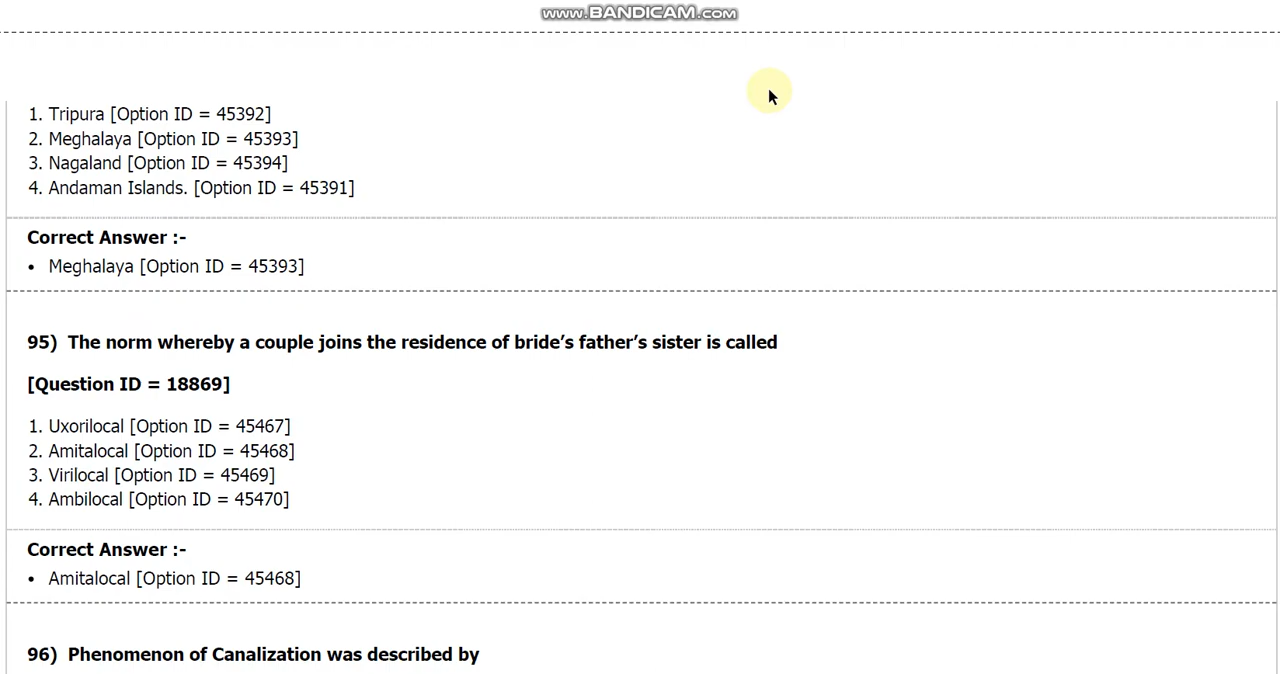 www.BANDICAM.com
1. Tripura [Option ID = 45392]
2. Meghalaya [Option ID = 45393]
3. Nagaland [Option ID = 45394]
4. Andaman Islands. [Option ID = 45391]
Correct Answer :-
• Meghalaya [Option ID = 45393]
95) The norm whereby a couple joins the residence of bride’s father’s sister is called
[Question ID = 18869]
1. Uxorilocal [Option ID = 45467]
2. Amitalocal [Option ID = 45468]
3. Virilocal [Option ID = 45469]
4. Ambilocal [Option ID = 45470]
Correct Answer :-
• Amitalocal [Option ID = 45468]
96) Phenomenon of Canalization was described by